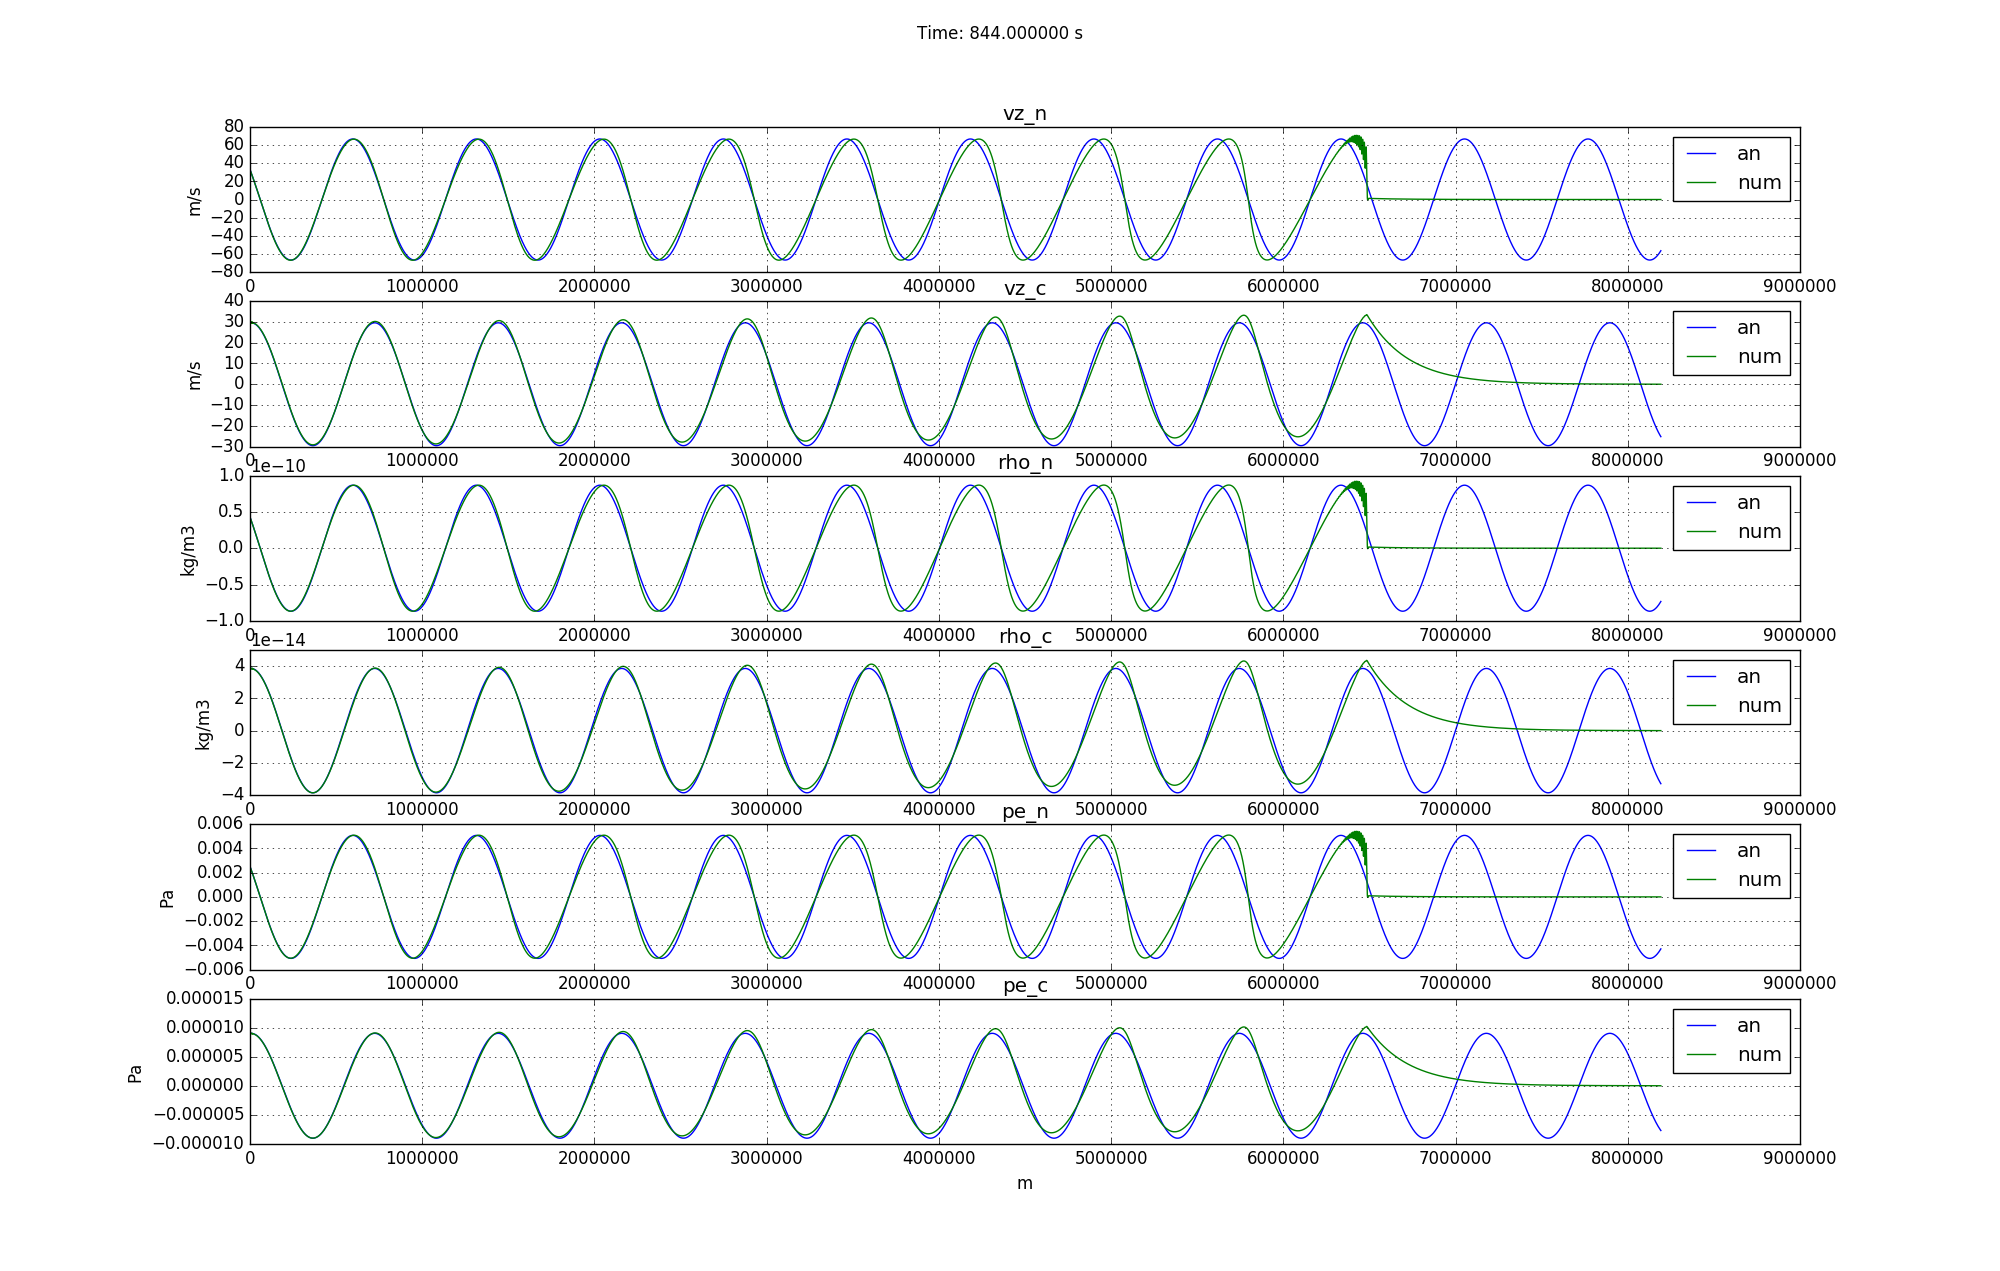 Time: 844.000000 s
vz_n
80
60
40
20
0
−20
−40
−60
−80
m/s
an
num
0 1000000 2000000 3000000 4000000 5000000 6000000 7000000 8000000 9000000
vz_c
40
30
20
10
0
−10
−20
−30
m/s
an
num
0 1000000 2000000 3000000 4000000 5000000 6000000 7000000 8000000 9000000
1e−10
rho_n
1.0
0.5
0.0
−0.5
−1.0
kg/m3
an
num
0 1000000 2000000 3000000 4000000 5000000 6000000 7000000 8000000 9000000
1e−14
rho_c
4
2
0
−2
−4
kg/m3
an
num
0 1000000 2000000 3000000 4000000 5000000 6000000 7000000 8000000 9000000
pe_n
0.006
0.004
0.002
0.000
−0.002
−0.004
−0.006
Pa
an
num
0 1000000 2000000 3000000 4000000 5000000 6000000 7000000 8000000 9000000
pe_c
0.000015
0.000010
0.000005
0.000000
−0.000005
−0.000010
Pa
an
num
0 1000000 2000000 3000000 4000000 5000000 6000000 7000000 8000000 9000000
m